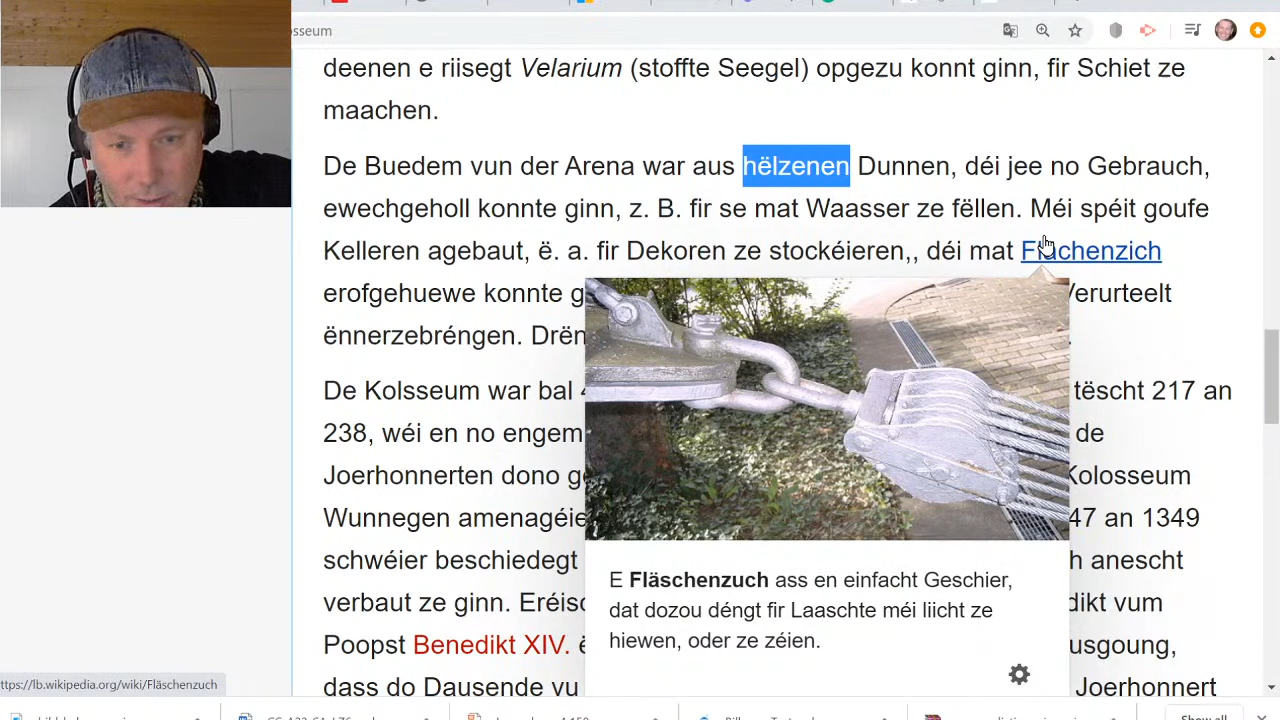 osseum
deenen e riisegt Velarium (stoffte Seegel) opgezu konnt ginn, fir Schiet ze
maachen.
De Buedem vun der Arena war aus hëlzenen Dunnen, déi jee no Gebrauch,
ewechgeholl konnte ginn, z. B. fir se mat Waasser ze fëllen. Méi spéit goufe
Kelleren agebaut, ë. a. fir Dekoren ze stockéieren,, déi mat Fläschenzich
erofgehuewe konnte g
Verurteelt
ënnerzebréngen. Drën
De Kolsseum war bal 4
tëscht 217 an
238, wéi en no engem
de
Joerhonnerten dono g
Kolosseum
Wunnegen amenagéie
47 an 1349
schwéier beschiedegt
h anescht
verbaut ze ginn. Eréisc
dikt vum
Poopst Benedikt XIV. ë
usgoung,
dass do Dausende vu
Joerhonnert
E Fläschenzuch ass en einfacht Geschier,
dat dozou déngt fir Laaschte méi liicht ze
hiewen, oder ze zéien.
ttps://lb.wikipedia.org/wiki/Fläschenzuch
Show all